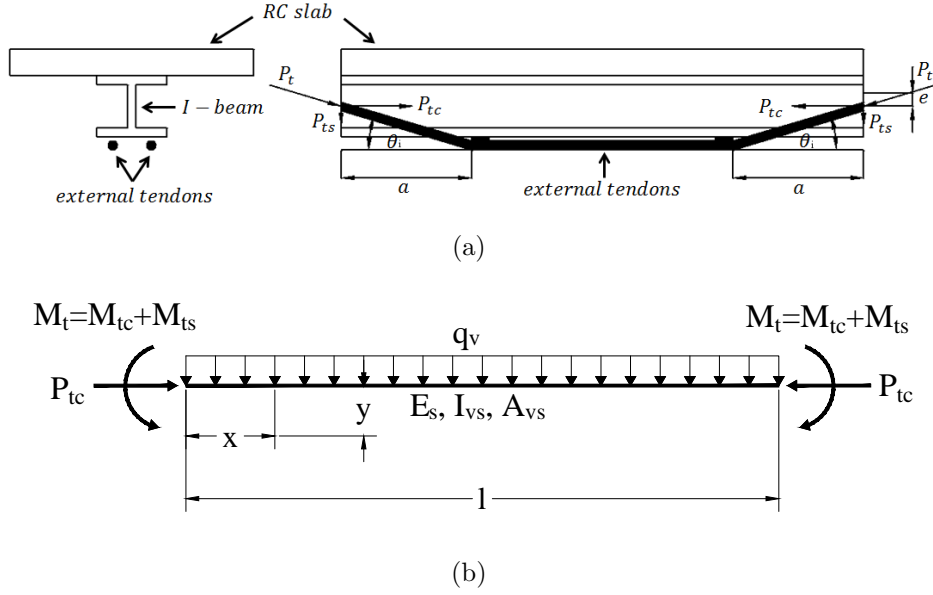 RC slab
P_t
P_t
I − beam
P_tc
P_tc
e
P_ts
P_ts
θ_i
θ_i
external tendons
a
external tendons
a
(a)
M_t=M_tc+M_ts
M_t=M_tc+M_ts
q_v
P_tc
P_tc
E_s, I_vs, A_vs
y
x
l
(b)